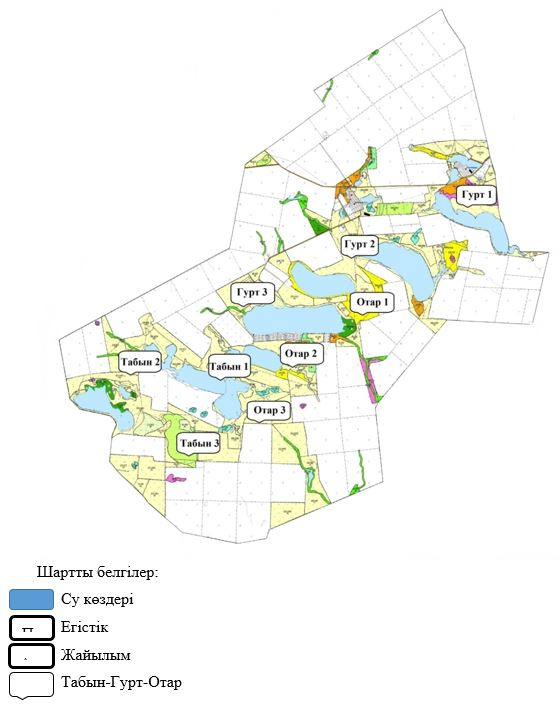 Гурт 1
Гурт 2
Гурт 3
Отар 1
Отар 2
Табын 1
Табын 2
Отар 3
Табын 3
Шартты белгілер:
Су көздері
Егістік
Жайылым
Табын-Гурт-Отар